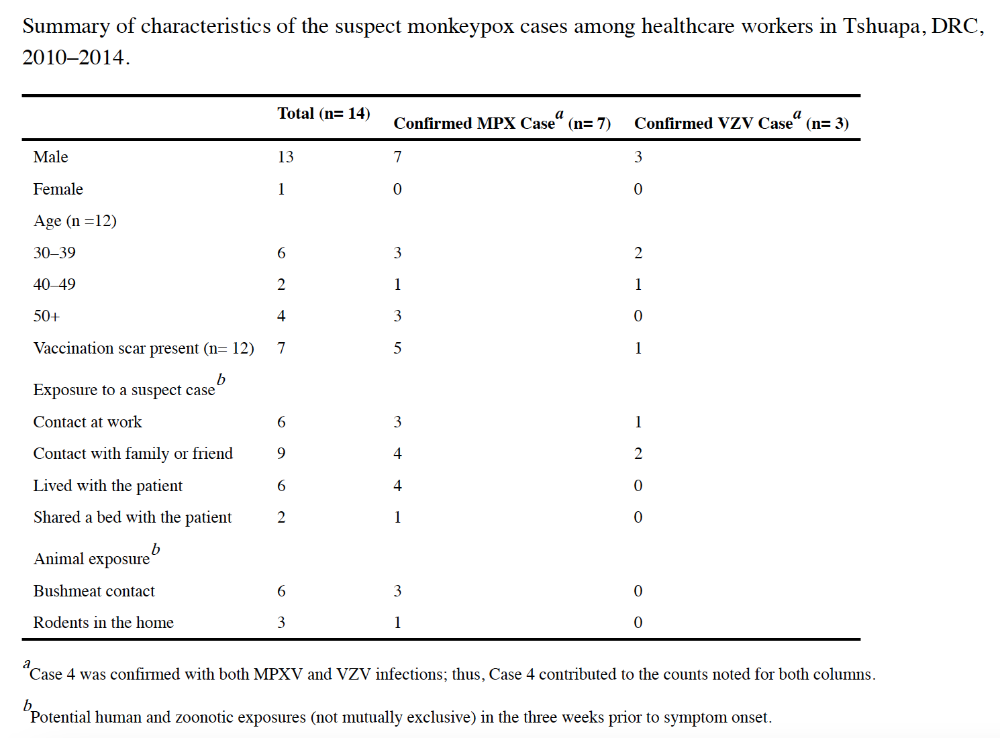 Summary of characteristics of the suspect monkeypox cases among healthcare workers in Tshuapa, DRC,
2010–2014.
Total (n= 14) Confirmed MPX Case a (n= 7) Confirmed VZV Case a (n= 3)
Male 13 7 3
Female 1 0 0
Age (n =12)
30–39 6 3 2
40–49 2 1 1
50+ 4 3 0
Vaccination scar present (n= 12) 7 5 1
Exposure to a suspect case b
Contact at work 6 3 1
Contact with family or friend 9 4 2
Lived with the patient 6 4 0
Shared a bed with the patient 2 1 0
Animal exposure b
Bushmeat contact 6 3 0
Rodents in the home 3 1 0
a Case 4 was confirmed with both MPXV and VZV infections; thus, Case 4 contributed to the counts noted for both columns.
b Potential human and zoonotic exposures (not mutually exclusive) in the three weeks prior to symptom onset.